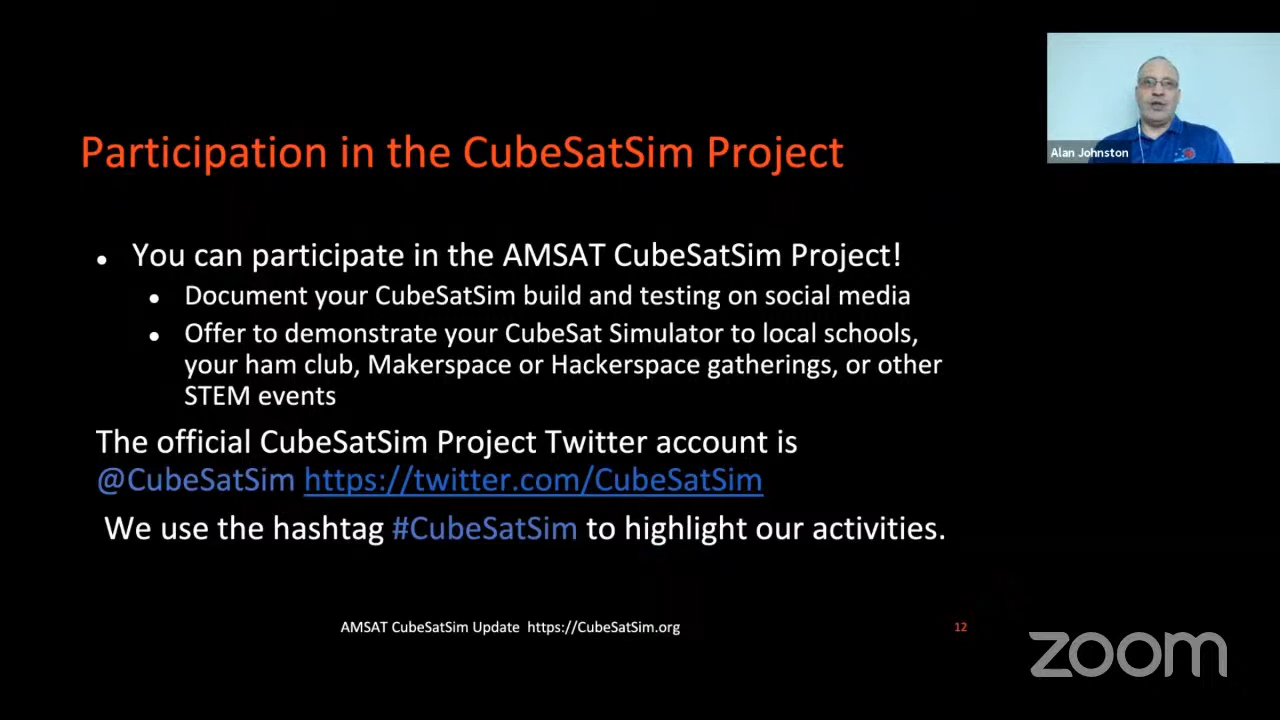 Participation in the CubeSatSim Project
Alan Johnston
• You can participate in the AMSAT CubeSatSim Project!
• Document your CubeSatSim build and testing on social media
• Offer to demonstrate your CubeSat Simulator to local schools,
your ham club, Makerspace or Hackerspace gatherings, or other
STEM events
The official CubeSatSim Project Twitter account is
@CubeSatSim https://twitter.com/CubeSatSim
We use the hashtag #CubeSatSim to highlight our activities.
AMSAT CubeSatSim Update https://CubeSatSim.org
12
zoom